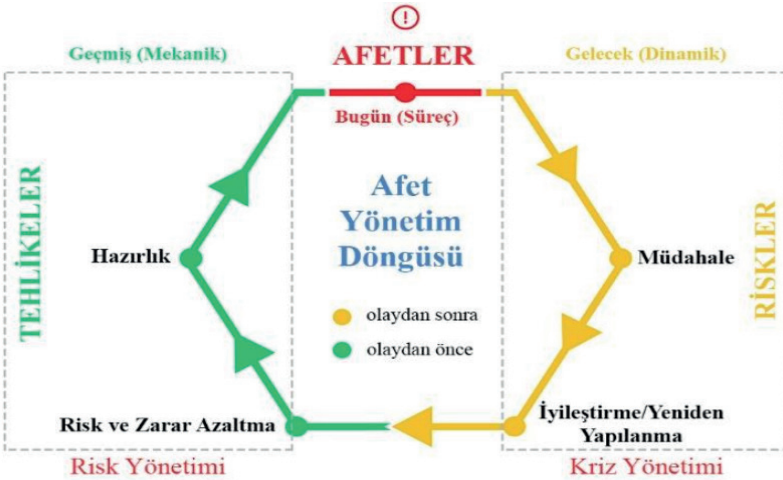 !
Geçmiş (Mekanik)
AFETLER
Gelecek (Dinamik)
Bugün (Süreç)
TEHLİKELER
Afet
Yönetim
Döngüsü
RİSKLER
Hazırlık
Müdahale
olaydan sonra
olaydan önce
Risk ve Zarar Azaltma
İyileştirme/Yeniden
Yapılanma
Risk Yönetimi
Kriz Yönetimi